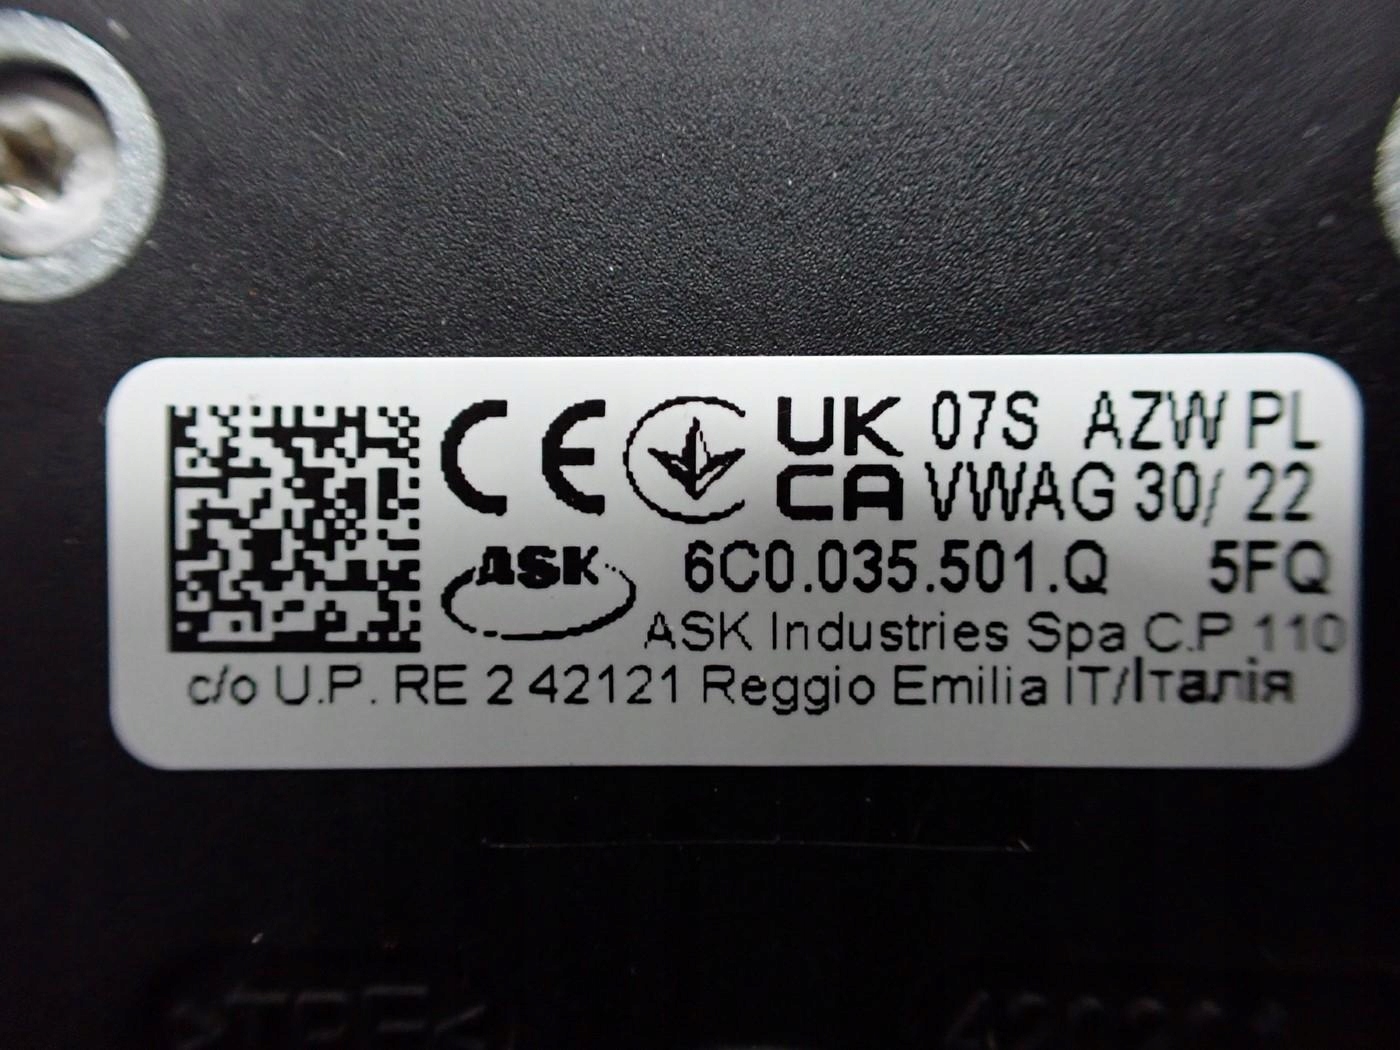 CE UK CA 07S AZW PL
VWAG 30/ 22
ASK 6C0.035.501.Q 5FQ
ASK Industries Spa C.P 110
c/o U.P. RE 2 42121 Reggio Emilia IT/Італія